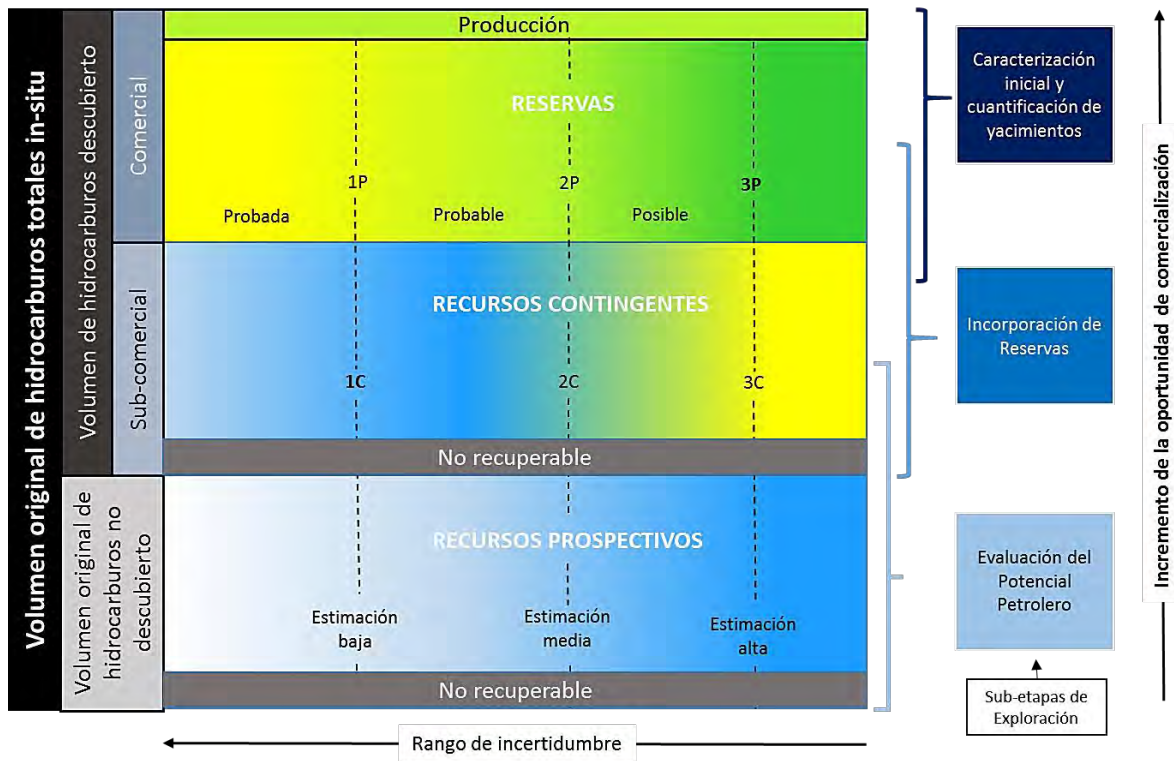 Volumen original de hidrocarburos totales in-situ
Volumen de hidrocarburos descubierto
Comercial
Sub-comercial
Volumen original de
hidrocarburos no
descubierto
Producción
RESERVAS
1P
2P
3P
Probada
Probable
Posible
RECURSOS CONTINGENTES
1C
2C
3C
No recuperable
RECURSOS PROSPECTIVOS
Estimación
baja
Estimación
media
Estimación
alta
No recuperable
Rango de incertidumbre
Caracterización
inicial y
cuantificación de
yacimientos
Incorporación de
Reservas
Evaluación del
Potencial
Petrolero
Sub-etapas de
Exploración
Incremento de la oportunidad de comercialización